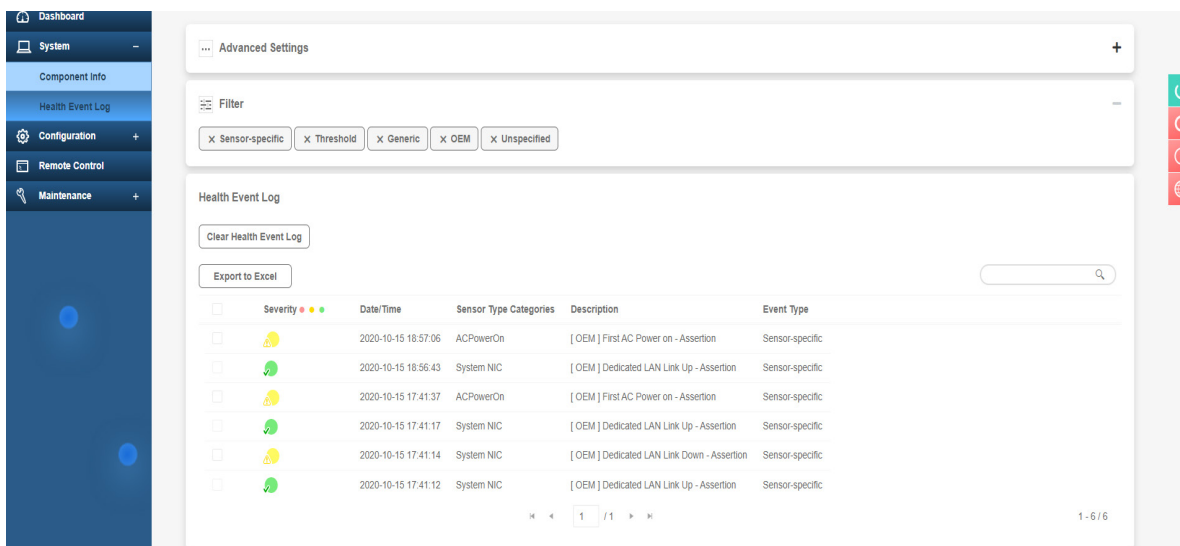 Dashboard
System –
Component Info
Health Event Log
Configuration +
Remote Control
Maintenance +
... Advanced Settings +
Filter –
X Sensor-specific X Threshold X Generic X OEM X Unspecified
Health Event Log
Clear Health Event Log
Export to Excel
Severity Date/Time Sensor Type Categories Description Event Type
2020-10-15 18:57:06 ACPowerOn [ OEM ] First AC Power on - Assertion Sensor-specific
2020-10-15 18:56:43 System NIC [ OEM ] Dedicated LAN Link Up - Assertion Sensor-specific
2020-10-15 17:41:37 ACPowerOn [ OEM ] First AC Power on - Assertion Sensor-specific
2020-10-15 17:41:17 System NIC [ OEM ] Dedicated LAN Link Up - Assertion Sensor-specific
2020-10-15 17:41:14 System NIC [ OEM ] Dedicated LAN Link Down - Assertion Sensor-specific
2020-10-15 17:41:12 System NIC [ OEM ] Dedicated LAN Link Up - Assertion Sensor-specific
1 / 1 1 - 6 / 6